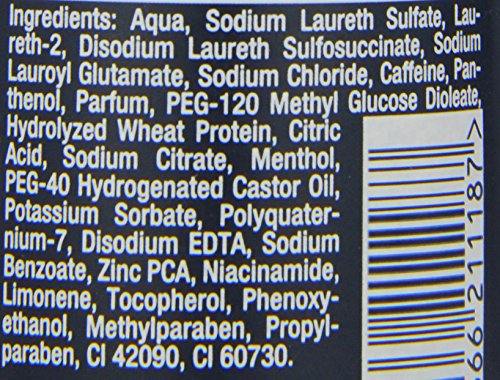 Ingredients: Aqua, Sodium Laureth Sulfate, Lau-
reth-2, Disodium Laureth Sulfosuccinate, Sodium
Lauroyl Glutamate, Sodium Chloride, Caffeine, Pan-
thenol, Parfum, PEG-120 Methyl Glucose Dioleate,
Hydrolyzed Wheat Protein, Citric
Acid, Sodium Citrate, Menthol,
PEG-40 Hydrogenated Castor Oil,
Potassium Sorbate, Polyquater-
nium-7, Disodium EDTA, Sodium
Benzoate, Zinc PCA, Niacinamide,
Limonene, Tocopherol, Phenoxy-
ethanol, Methylparaben, Propyl-
paraben, CI 42090, CI 60730.
66 211187 >